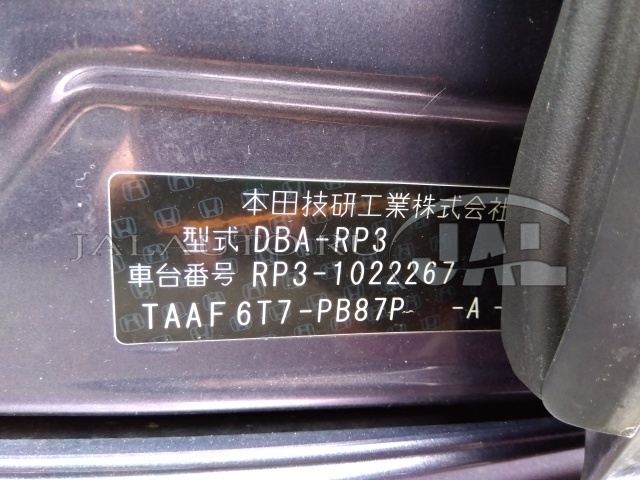 本田技研工業株式会社
型式 DBA-RP3
車台番号 RP3-1022267
TAAF 6T7-PB87P -A -
JAL